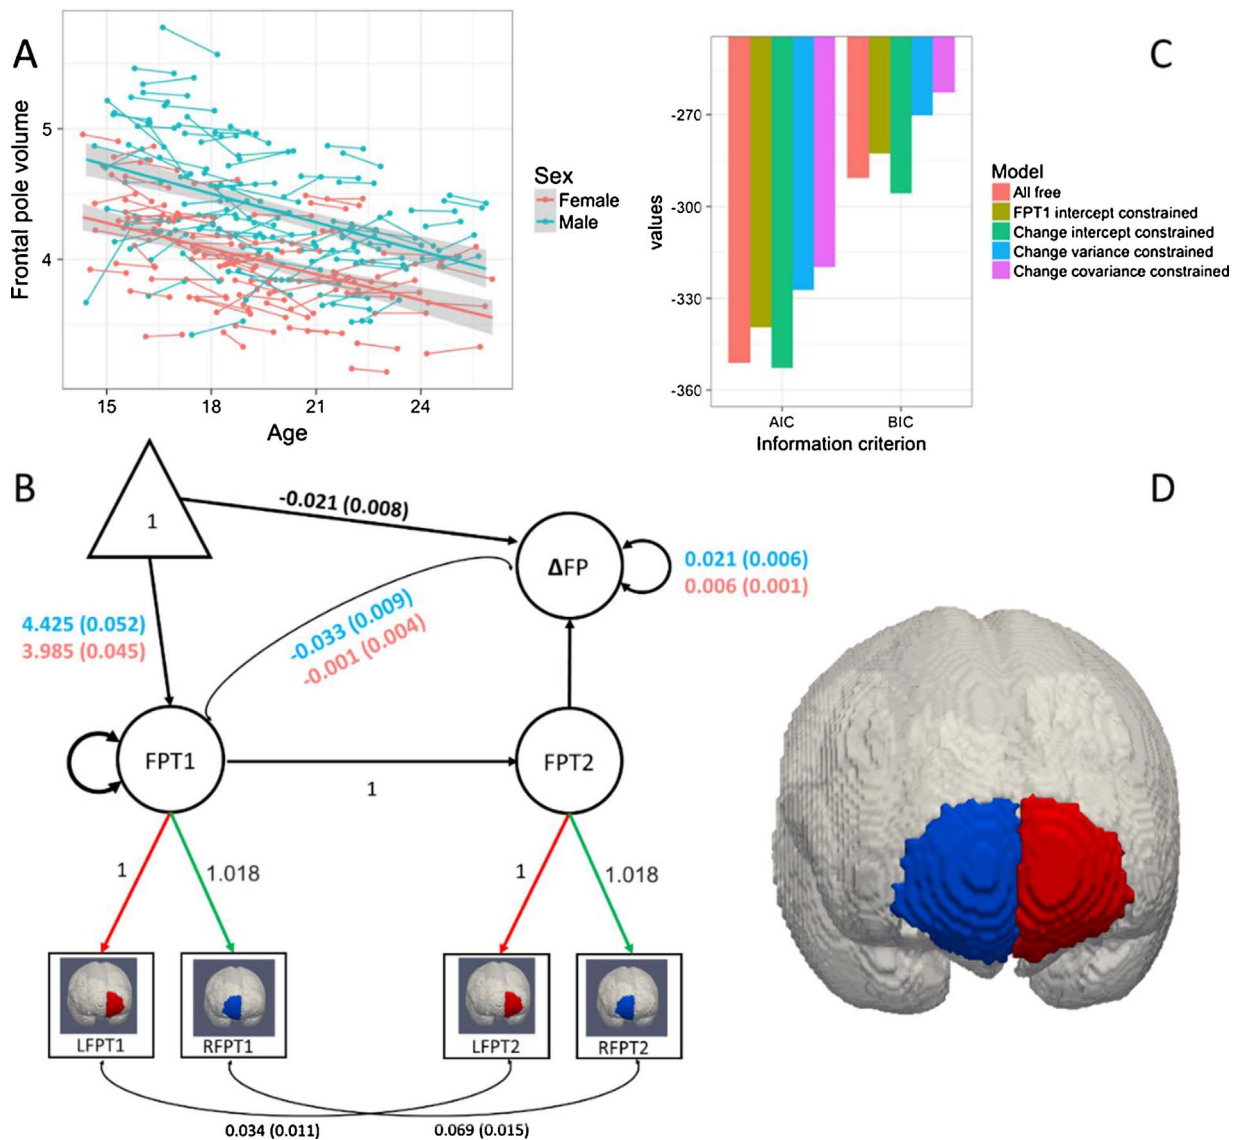 A
5
4
Frontal pole volume
15
18
21
24
Age
Sex
Female
Male
C
-270
-300
-330
-360
values
AIC
BIC
Information criterion
Model
All free
FPT1 intercept constrained
Change intercept constrained
Change variance constrained
Change covariance constrained
B
1
-0.021 (0.008)
ΔFP
0.021 (0.006)
0.006 (0.001)
4.425 (0.052)
3.985 (0.045)
-0.033 (0.009)
-0.001 (0.004)
FPT1
1
FPT2
1
1.018
1
1.018
LFPT1
RFPT1
LFPT2
RFPT2
0.034 (0.011)
0.069 (0.015)
D